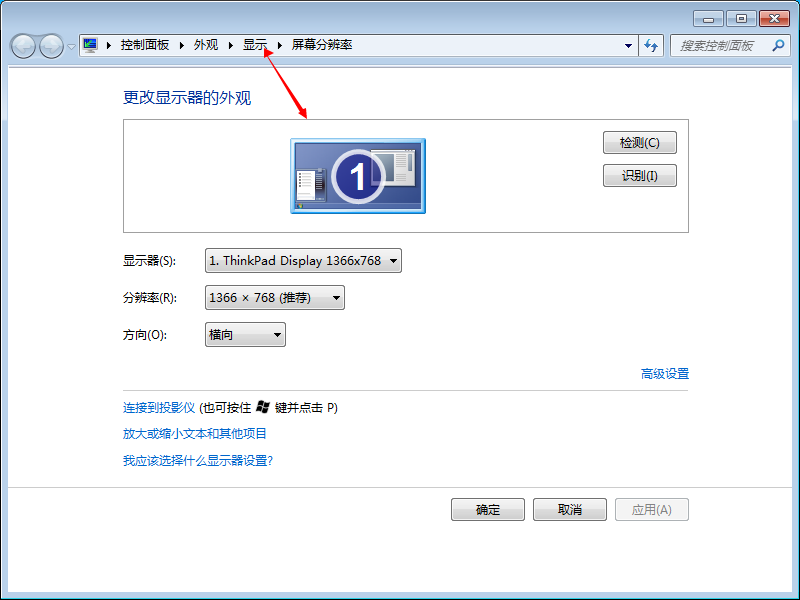 控制面板 ▸ 外观 ▸ 显示 ▸ 屏幕分辨率
搜索控制面板
更改显示器的外观
1
检测(C)
识别(I)
显示器(S): 1. ThinkPad Display 1366x768
分辨率(R): 1366 × 768 (推荐)
方向(O): 横向
高级设置
连接到投影仪 (也可按住 键并点击 P)
放大或缩小文本和其他项目
我应该选择什么显示器设置?
确定 取消 应用(A)